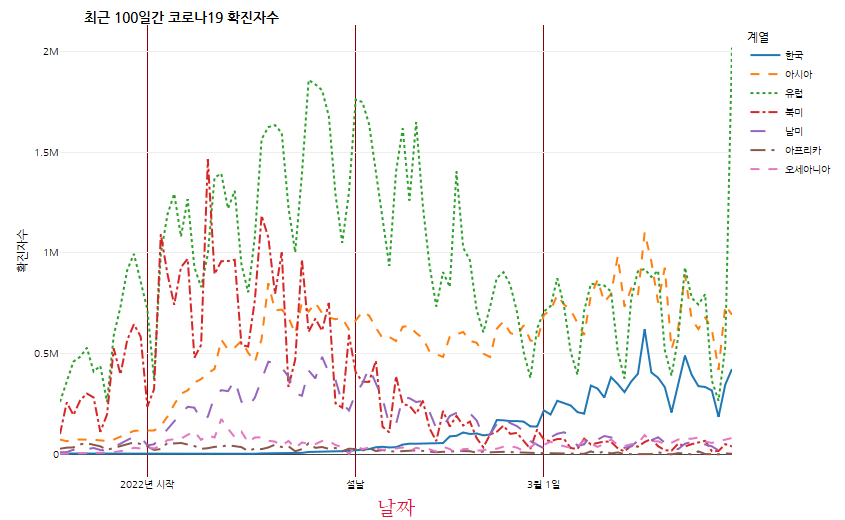 최근 100일간 코로나19 확진자수
계열
한국
아시아
유럽
북미
남미
아프리카
오세아니아
확진자수
2M
1.5M
1M
0.5M
0
2022년 시작
설날
3월 1일
날짜